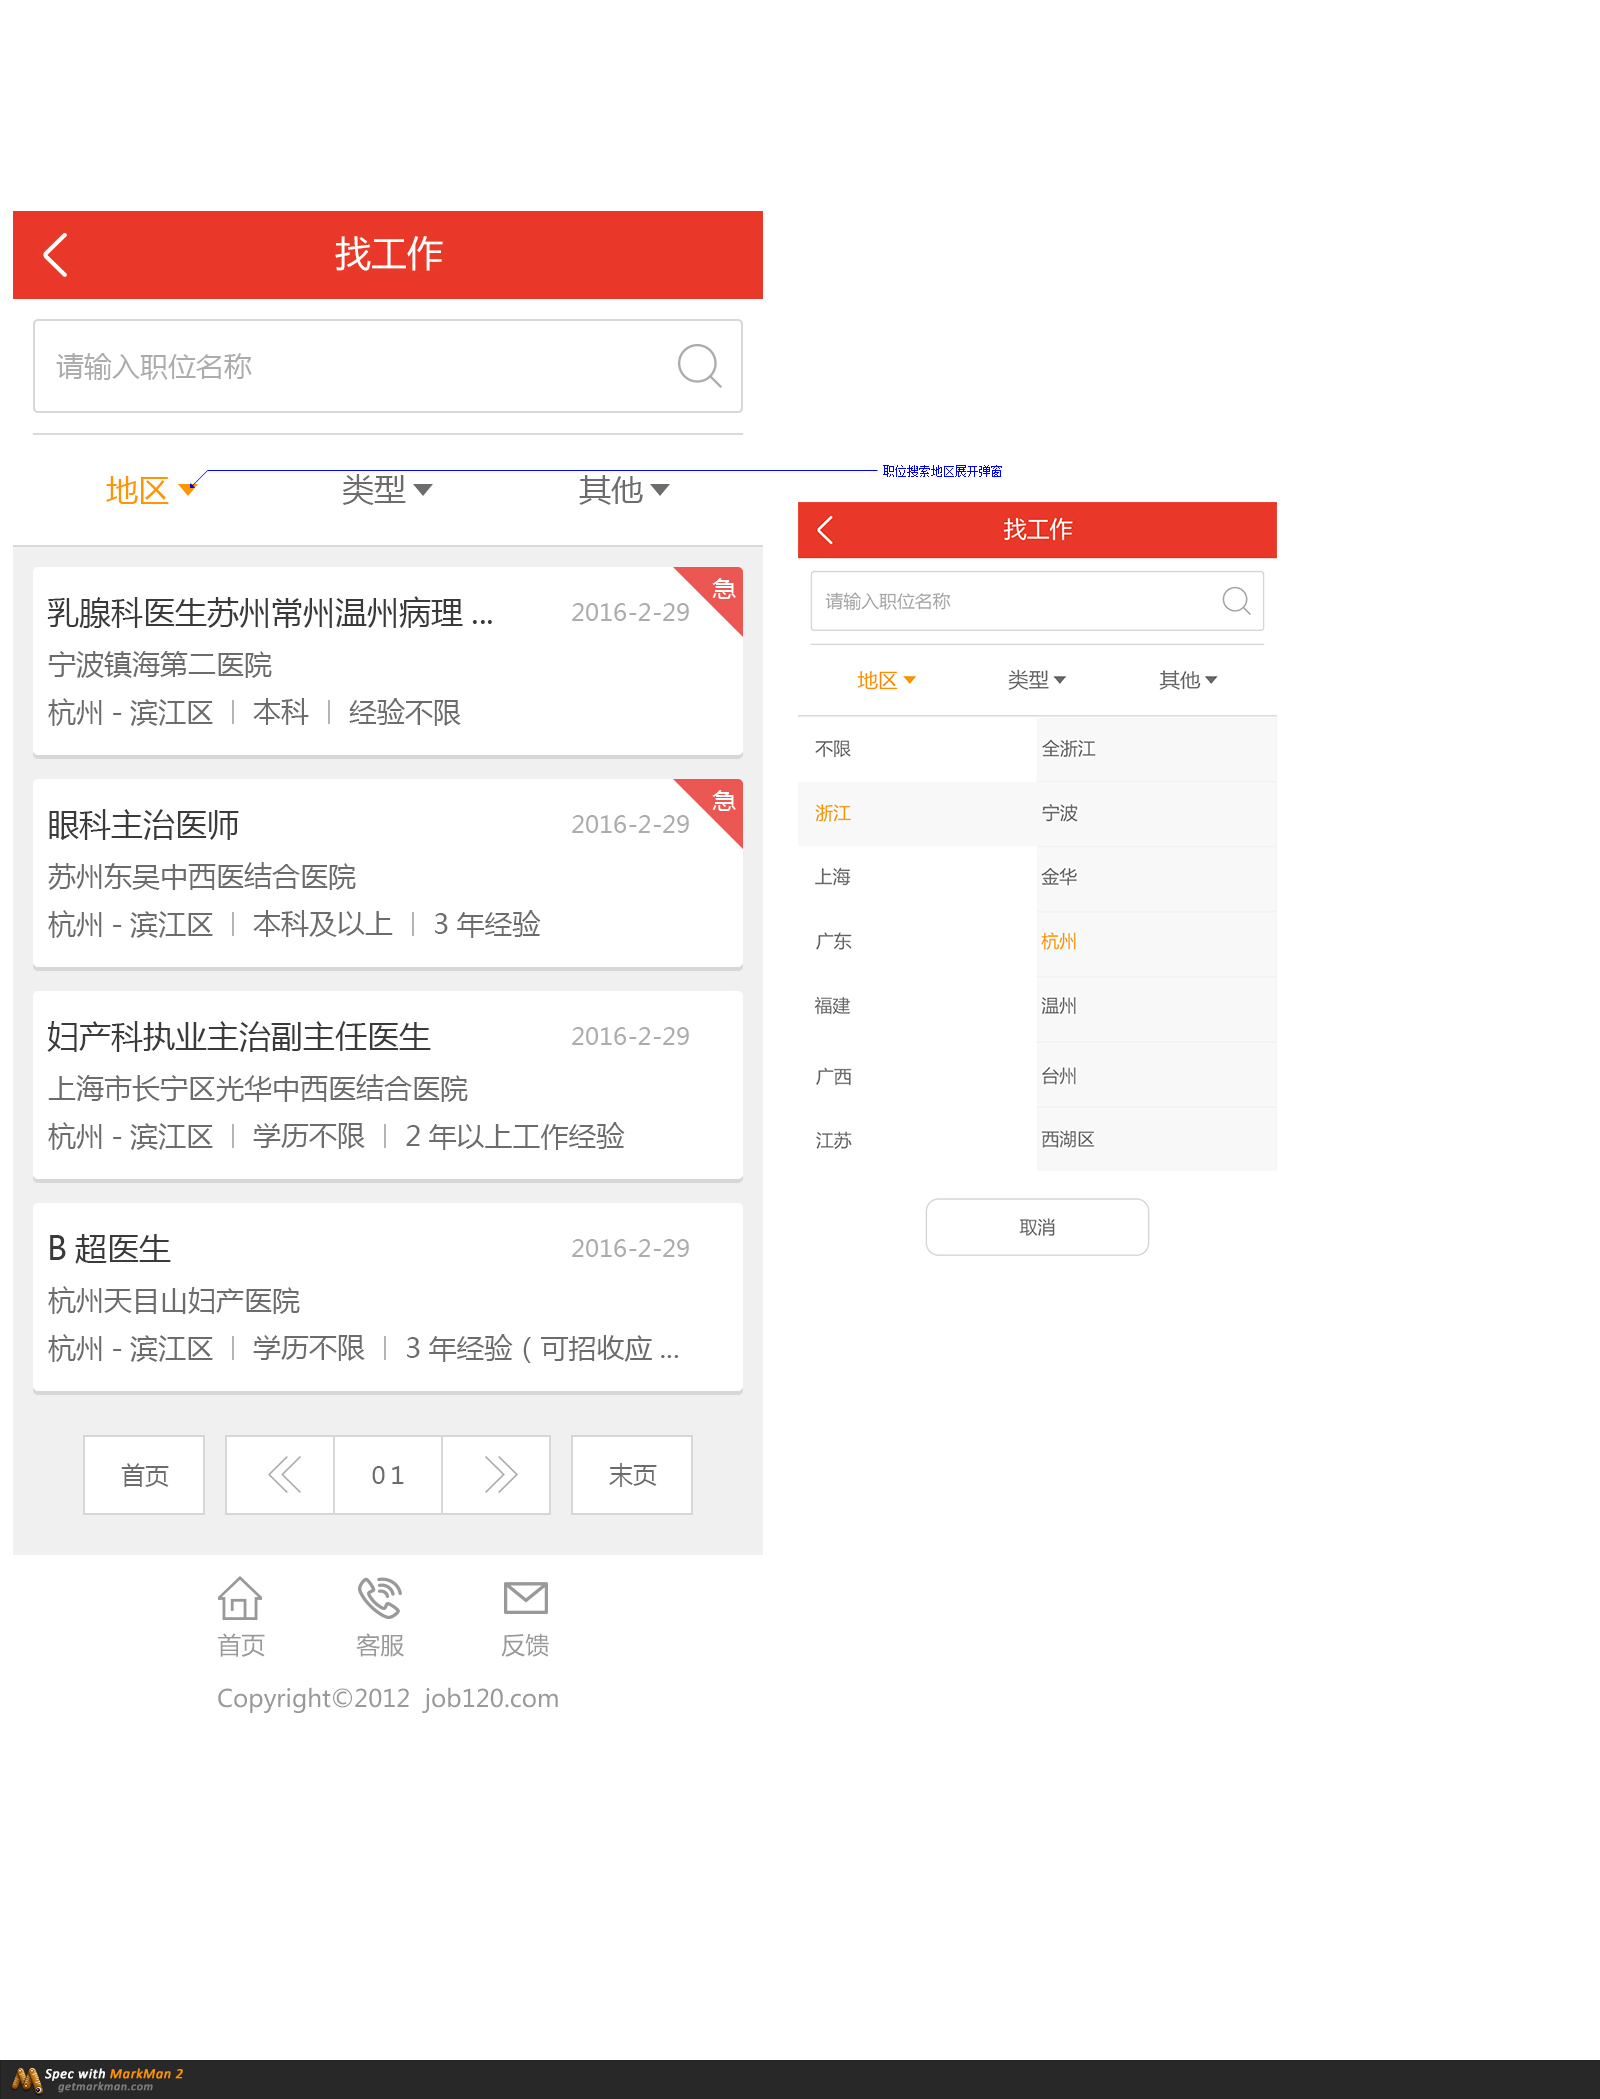 找工作
请输入职位名称
地区 类型 其他
职位搜索地区展开弹窗
急
乳腺科医生苏州常州温州病理 ... 2016-2-29
宁波镇海第二医院
杭州 - 滨江区 | 本科 | 经验不限
急
眼科主治医师 2016-2-29
苏州东吴中西医结合医院
杭州 - 滨江区 | 本科及以上 | 3 年经验
妇产科执业主治副主任医生 2016-2-29
上海市长宁区光华中西医结合医院
杭州 - 滨江区 | 学历不限 | 2 年以上工作经验
B 超医生 2016-2-29
杭州天目山妇产医院
杭州 - 滨江区 | 学历不限 | 3 年经验（可招收应 ...
首页 01 末页
首页 客服 反馈
Copyright©2012 job120.com
找工作
请输入职位名称
地区 类型 其他
不限 全浙江
浙江 宁波
上海 金华
广东 杭州
福建 温州
广西 台州
江苏 西湖区
取消
Spec with MarkMan 2
getmarkman.com